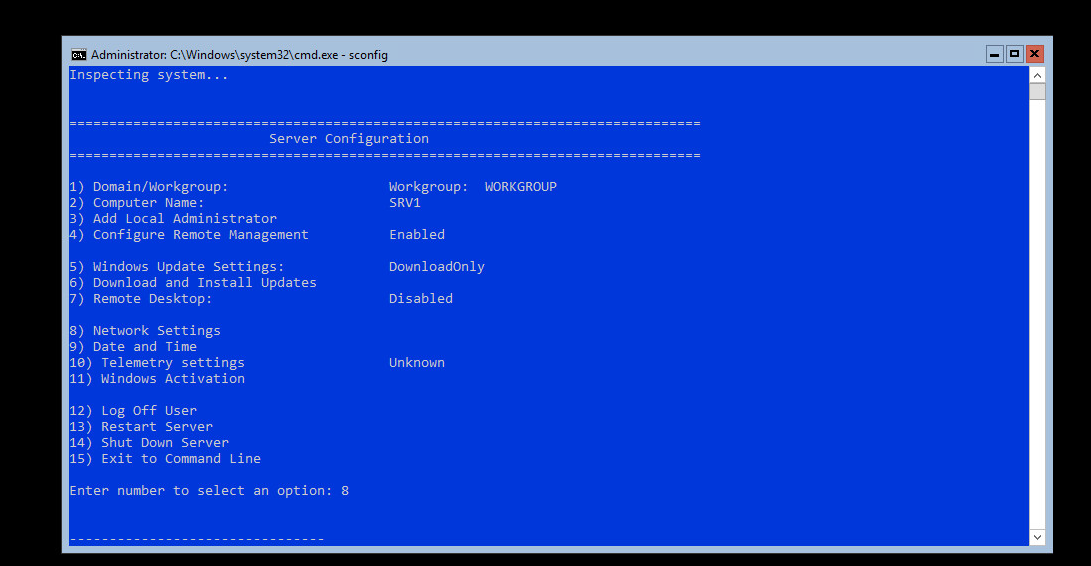 Administrator: C:\Windows\system32\cmd.exe - sconfig
Inspecting system...
===============================================================================
Server Configuration
===============================================================================
1) Domain/Workgroup: Workgroup: WORKGROUP
2) Computer Name: SRV1
3) Add Local Administrator
4) Configure Remote Management Enabled
5) Windows Update Settings: DownloadOnly
6) Download and Install Updates
7) Remote Desktop: Disabled
8) Network Settings
9) Date and Time
10) Telemetry settings Unknown
11) Windows Activation
12) Log Off User
13) Restart Server
14) Shut Down Server
15) Exit to Command Line
Enter number to select an option: 8
--------------------------------